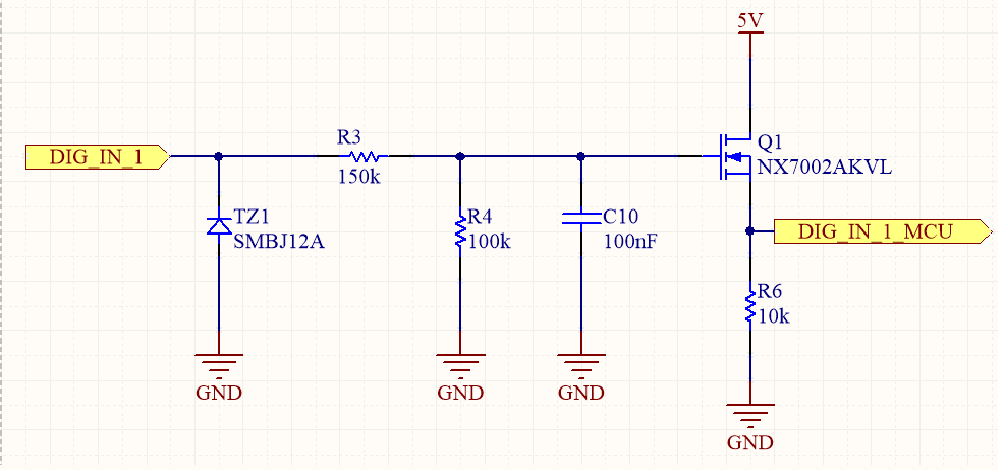 5V
DIG_IN_1
R3
150k
Q1
NX7002AKVL
TZ1
SMBJ12A
R4
100k
C10
100nF
DIG_IN_1_MCU
R6
10k
GND
GND
GND
GND